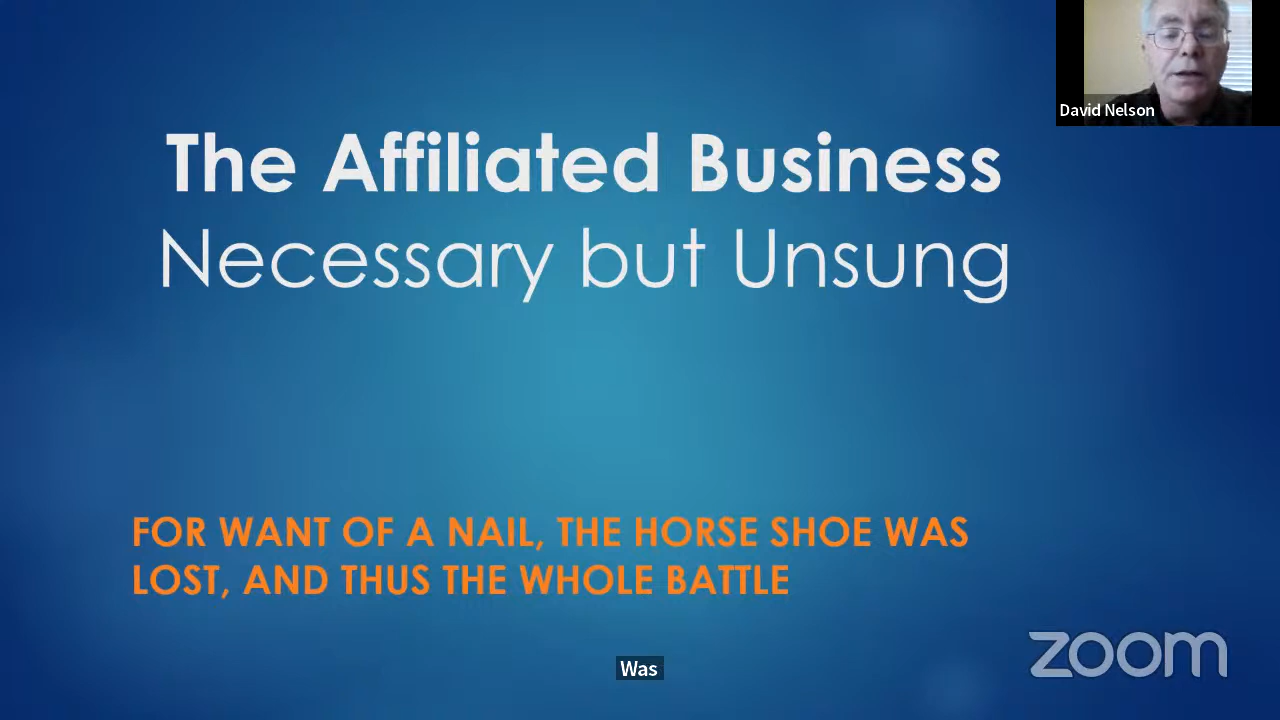 David Nelson
The Affiliated Business
Necessary but Unsung
FOR WANT OF A NAIL, THE HORSE SHOE WAS
LOST, AND THUS THE WHOLE BATTLE
zoom
Was